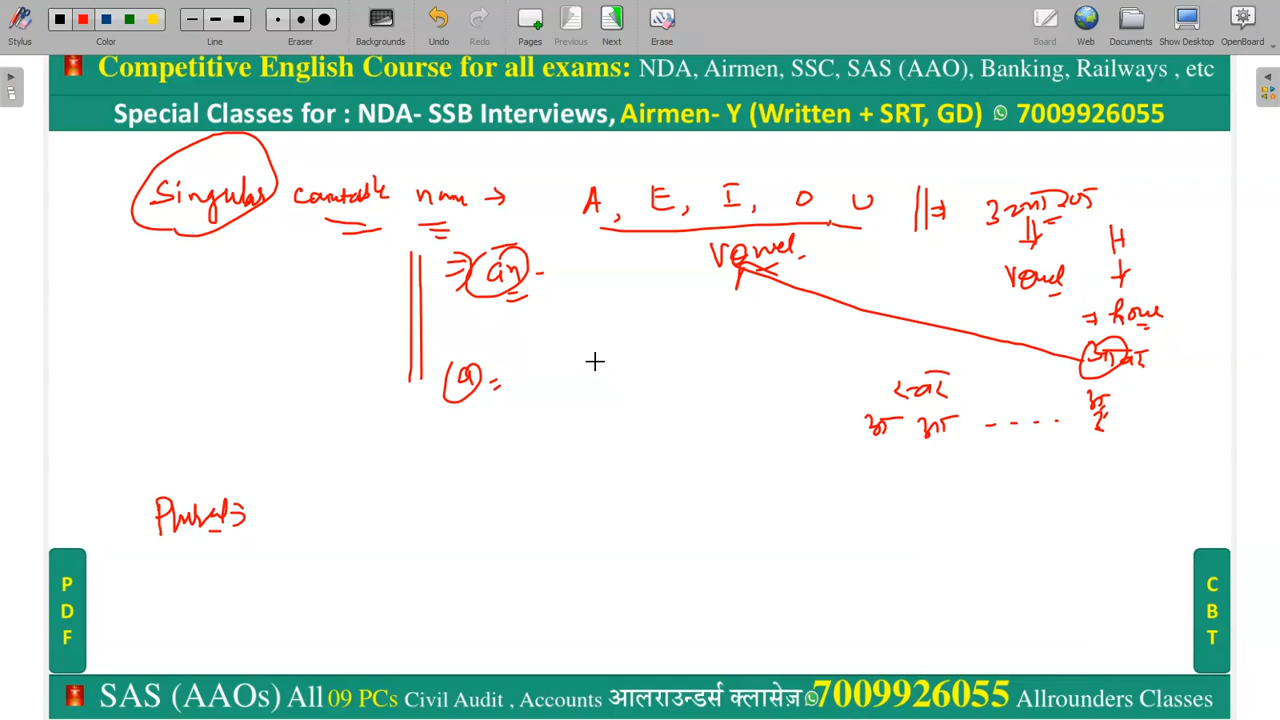 Stylus Color Line Eraser Backgrounds Undo Redo Pages Previous Next Erase Board Web Documents Show Desktop OpenBoard
Competitive English Course for all exams: NDA, Airmen, SSC, SAS (AAO), Banking, Railways , etc
Special Classes for : NDA- SSB Interviews, Airmen- Y (Written + SRT, GD) 7009926055
Singular countable noun → A, E, I, O U ||⇒
Vowel
H
⇒ an
Vowel
a =
स्वर
अ आ - - - -
Plural ⇒
PDF
CBT
SAS (AAOs) All 09 PCs Civil Audit , Accounts आलराउन्डर्स क्लासेज़ 7009926055 Allrounders Classes